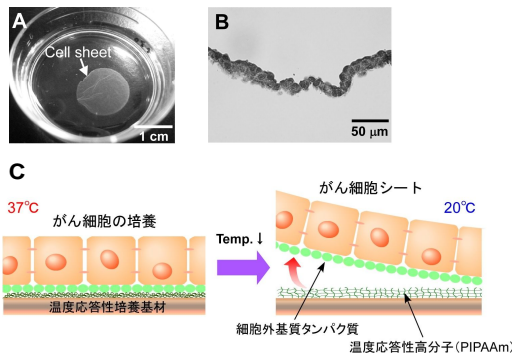 A
Cell sheet
1 cm
B
50 μm
C
37℃
がん細胞の培養
温度応答性培養基材
Temp.↓
がん細胞シート
20℃
細胞外基質タンパク質
温度応答性高分子(PIPAAm)